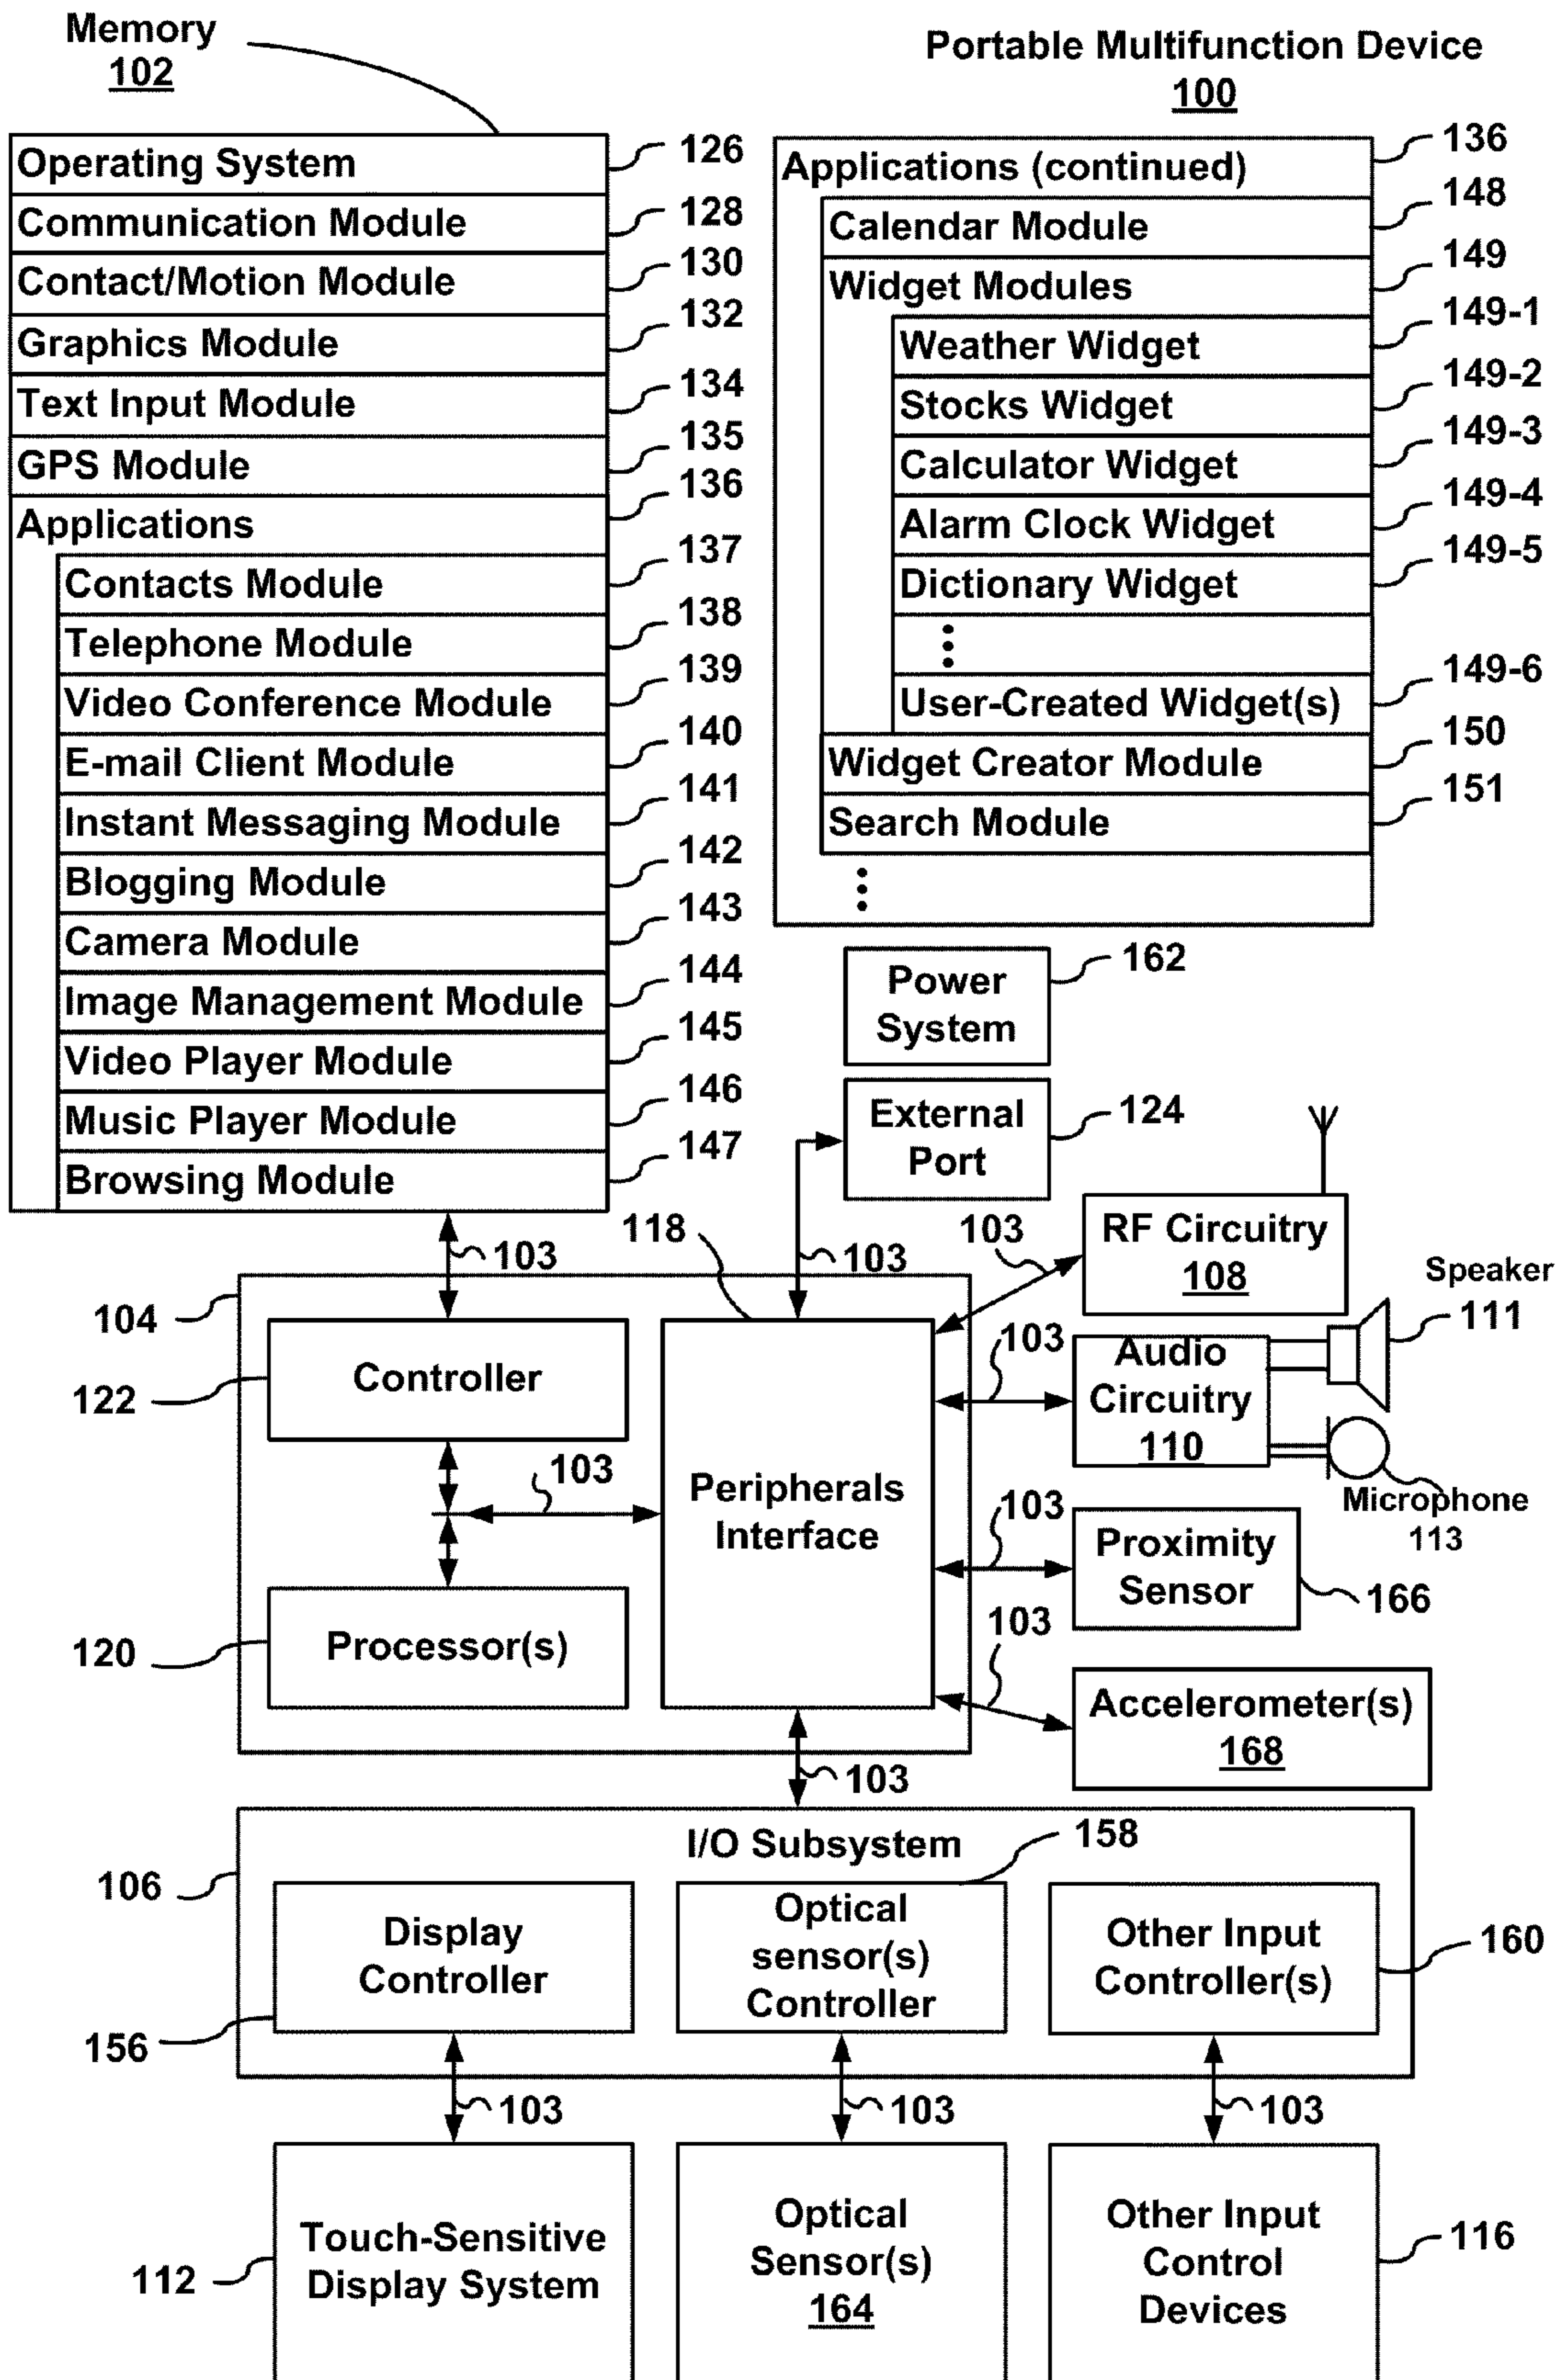 Memory
102
Portable Multifunction Device
100
Operating System
126
Communication Module
128
Contact/Motion Module
130
Graphics Module
132
Text Input Module
134
GPS Module
135
Applications
136
Contacts Module
137
Telephone Module
138
Video Conference Module
139
E-mail Client Module
140
Instant Messaging Module
141
Blogging Module
142
Camera Module
143
Image Management Module
144
Video Player Module
145
Music Player Module
146
Browsing Module
147
Applications (continued)
136
Calendar Module
148
Widget Modules
149
Weather Widget
149-1
Stocks Widget
149-2
Calculator Widget
149-3
Alarm Clock Widget
149-4
Dictionary Widget
149-5
User-Created Widget(s)
149-6
Widget Creator Module
150
Search Module
151
Power
System
162
External
Port
124
103
118
103
103
RF Circuitry
108
Speaker
111
104
Controller
122
103
Audio
Circuitry
110
Microphone
113
103
Peripherals
Interface
103
Proximity
Sensor
166
Processor(s)
120
103
Accelerometer(s)
168
103
I/O Subsystem
158
106
Display
Controller
156
Optical
sensor(s)
Controller
Other Input
Controller(s)
160
103
103
103
Touch-Sensitive
Display System
112
Optical
Sensor(s)
164
Other Input
Control
Devices
116